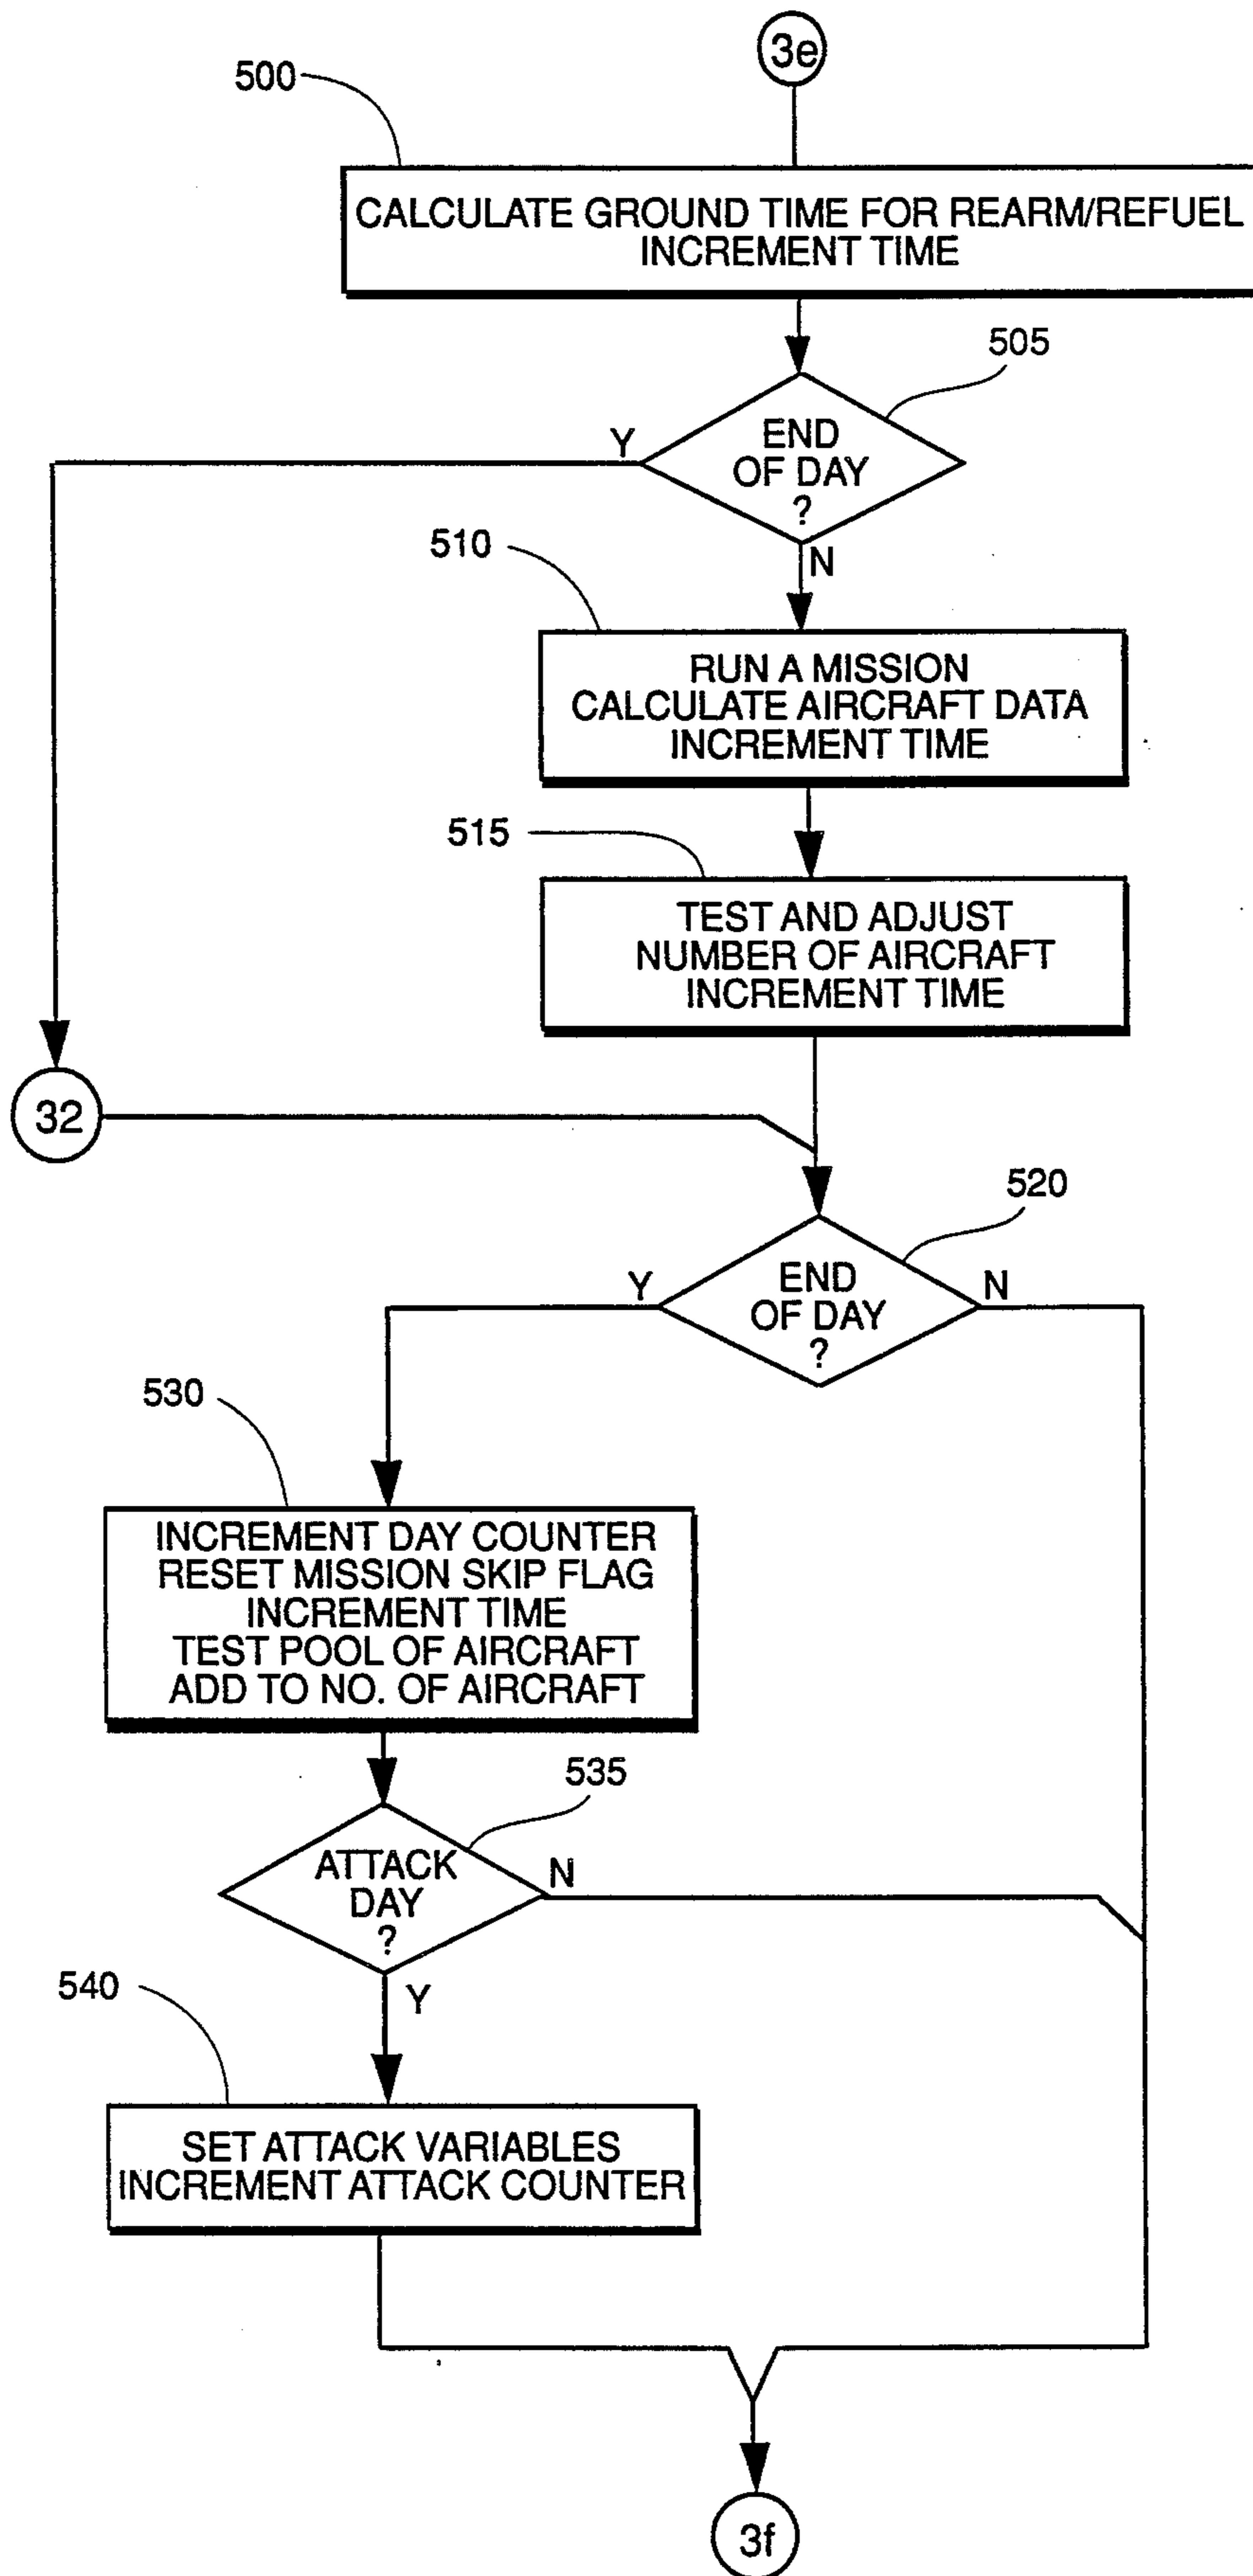 3e
500
CALCULATE GROUND TIME FOR REARM/REFUEL
INCREMENT TIME
505
END
OF DAY
?
Y
N
510
RUN A MISSION
CALCULATE AIRCRAFT DATA
INCREMENT TIME
515
TEST AND ADJUST
NUMBER OF AIRCRAFT
INCREMENT TIME
32
520
END
OF DAY
?
Y
N
530
INCREMENT DAY COUNTER
RESET MISSION SKIP FLAG
INCREMENT TIME
TEST POOL OF AIRCRAFT
ADD TO NO. OF AIRCRAFT
535
ATTACK
DAY
?
N
Y
540
SET ATTACK VARIABLES
INCREMENT ATTACK COUNTER
3f